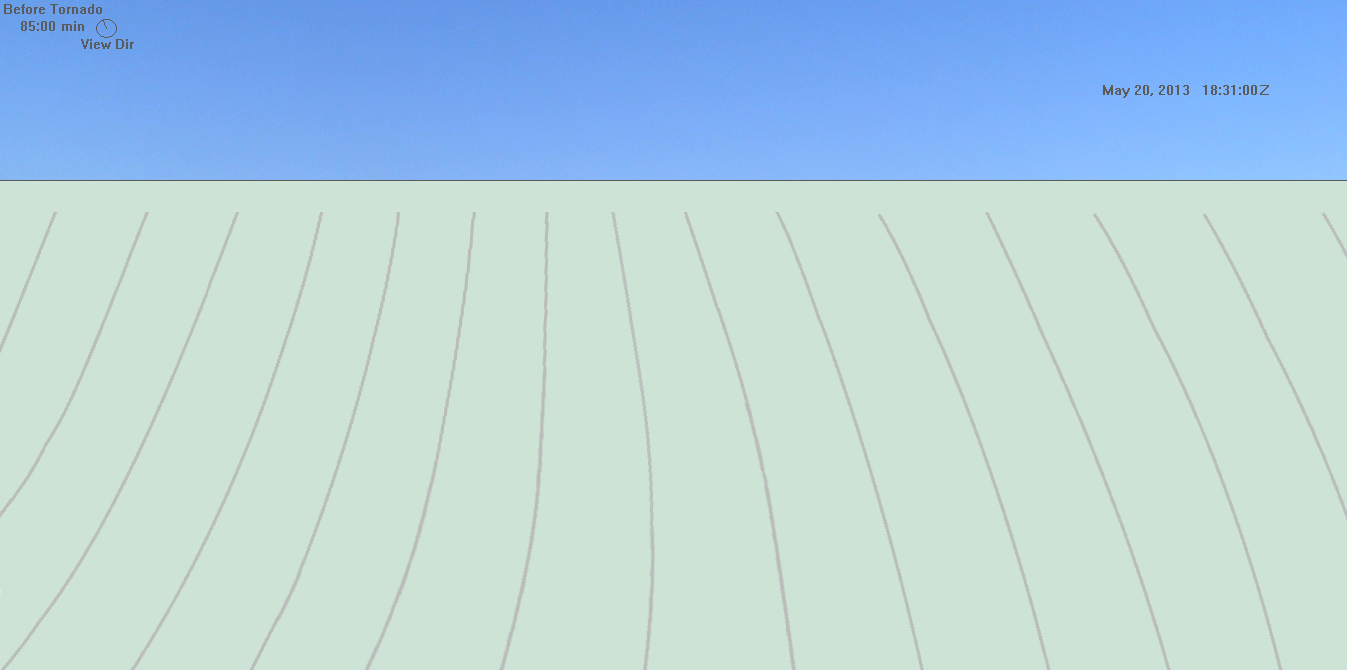 Before Tornado
85:00 min
View Dir
May 20, 2013 18:31:00Z